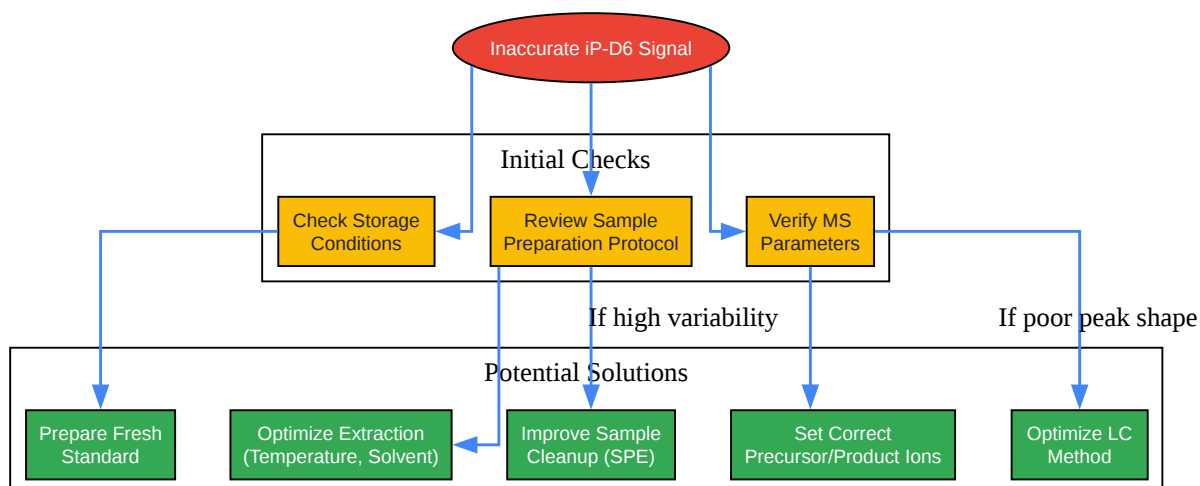 Inaccurate iP-D6 Signal
Initial Checks
Check Storage
Conditions
Review Sample
Preparation Protocol
Verify MS
Parameters
If high variability
If poor peak shape
Potential Solutions
Prepare Fresh
Standard
Optimize Extraction
(Temperature, Solvent)
Improve Sample
Cleanup (SPE)
Set Correct
Precursor/Product Ions
Optimize LC
Method